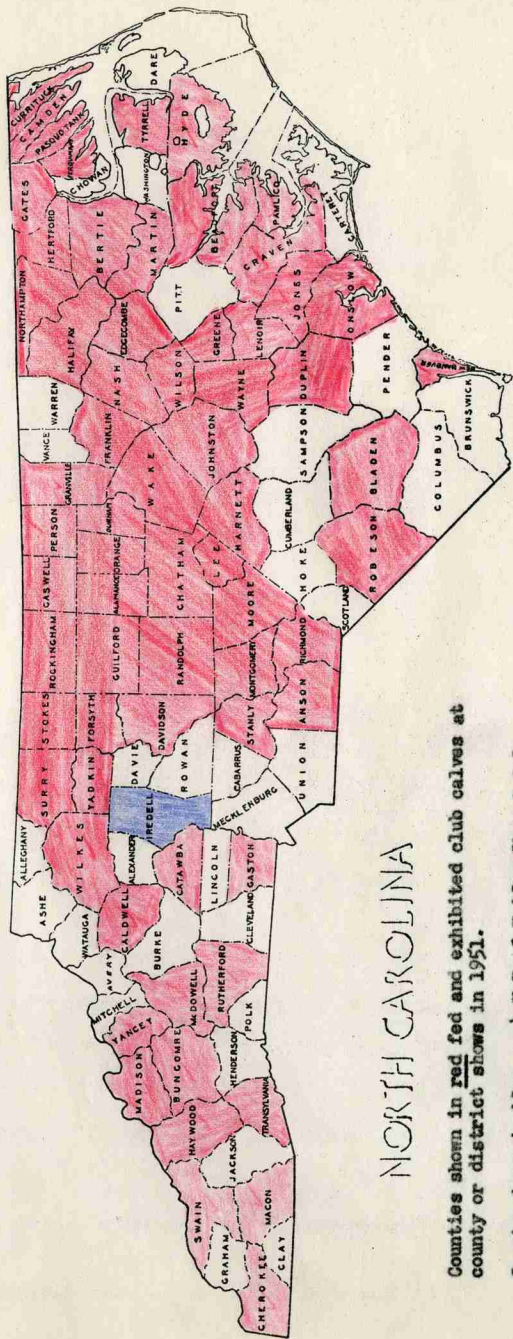 CURRITUCK
CAMDEN
PASQUOTANK
PERQUIMANS
GATES
CHOWAN
HERTFORD
NORTHAMPTON
BERTIE
WASHINGTON
TYRRELL
DARE
HYDE
MARTIN
HALIFAX
EDGECOMBE
BEAUFORT
PITT
PAMLICO
CRAVEN
CARTERET
WARREN
VANCE
FRANKLIN
NASH
WILSON
GREENE
LENOIR
JONES
ONSLOW
GRANVILLE
PERSON
DURHAM
WAKE
JOHNSTON
WAYNE
DUPLIN
SAMPSON
PENDER
NEW HANOVER
BRUNSWICK
COLUMBUS
BLADEN
CASWELL
ORANGE
ALAMANCE
CHATHAM
LEE
HARNETT
CUMBERLAND
HOKE
ROBESON
SCOTLAND
ROCKINGHAM
GUILFORD
RANDOLPH
MOORE
MONTGOMERY
RICHMOND
STOKES
FORSYTH
DAVIDSON
STANLY
ANSON
SURRY
YADKIN
DAVIE
ROWAN
CABARRUS
UNION
ALLEGHANY
WILKES
IREDELL
ALEXANDER
MECKLENBURG
ASHE
WATAUGA
CALDWELL
CATAWBA
LINCOLN
GASTON
AVERY
BURKE
CLEVELAND
MITCHELL
YANCEY
McDOWELL
RUTHERFORD
POLK
MADISON
BUNCOMBE
HENDERSON
HAYWOOD
TRANSYLVANIA
JACKSON
SWAIN
MACON
GRAHAM
CLAY
CHEROKEE
NORTH CAROLINA
Counties shown in red fed and exhibited club calves at
county or district shows in 1951.